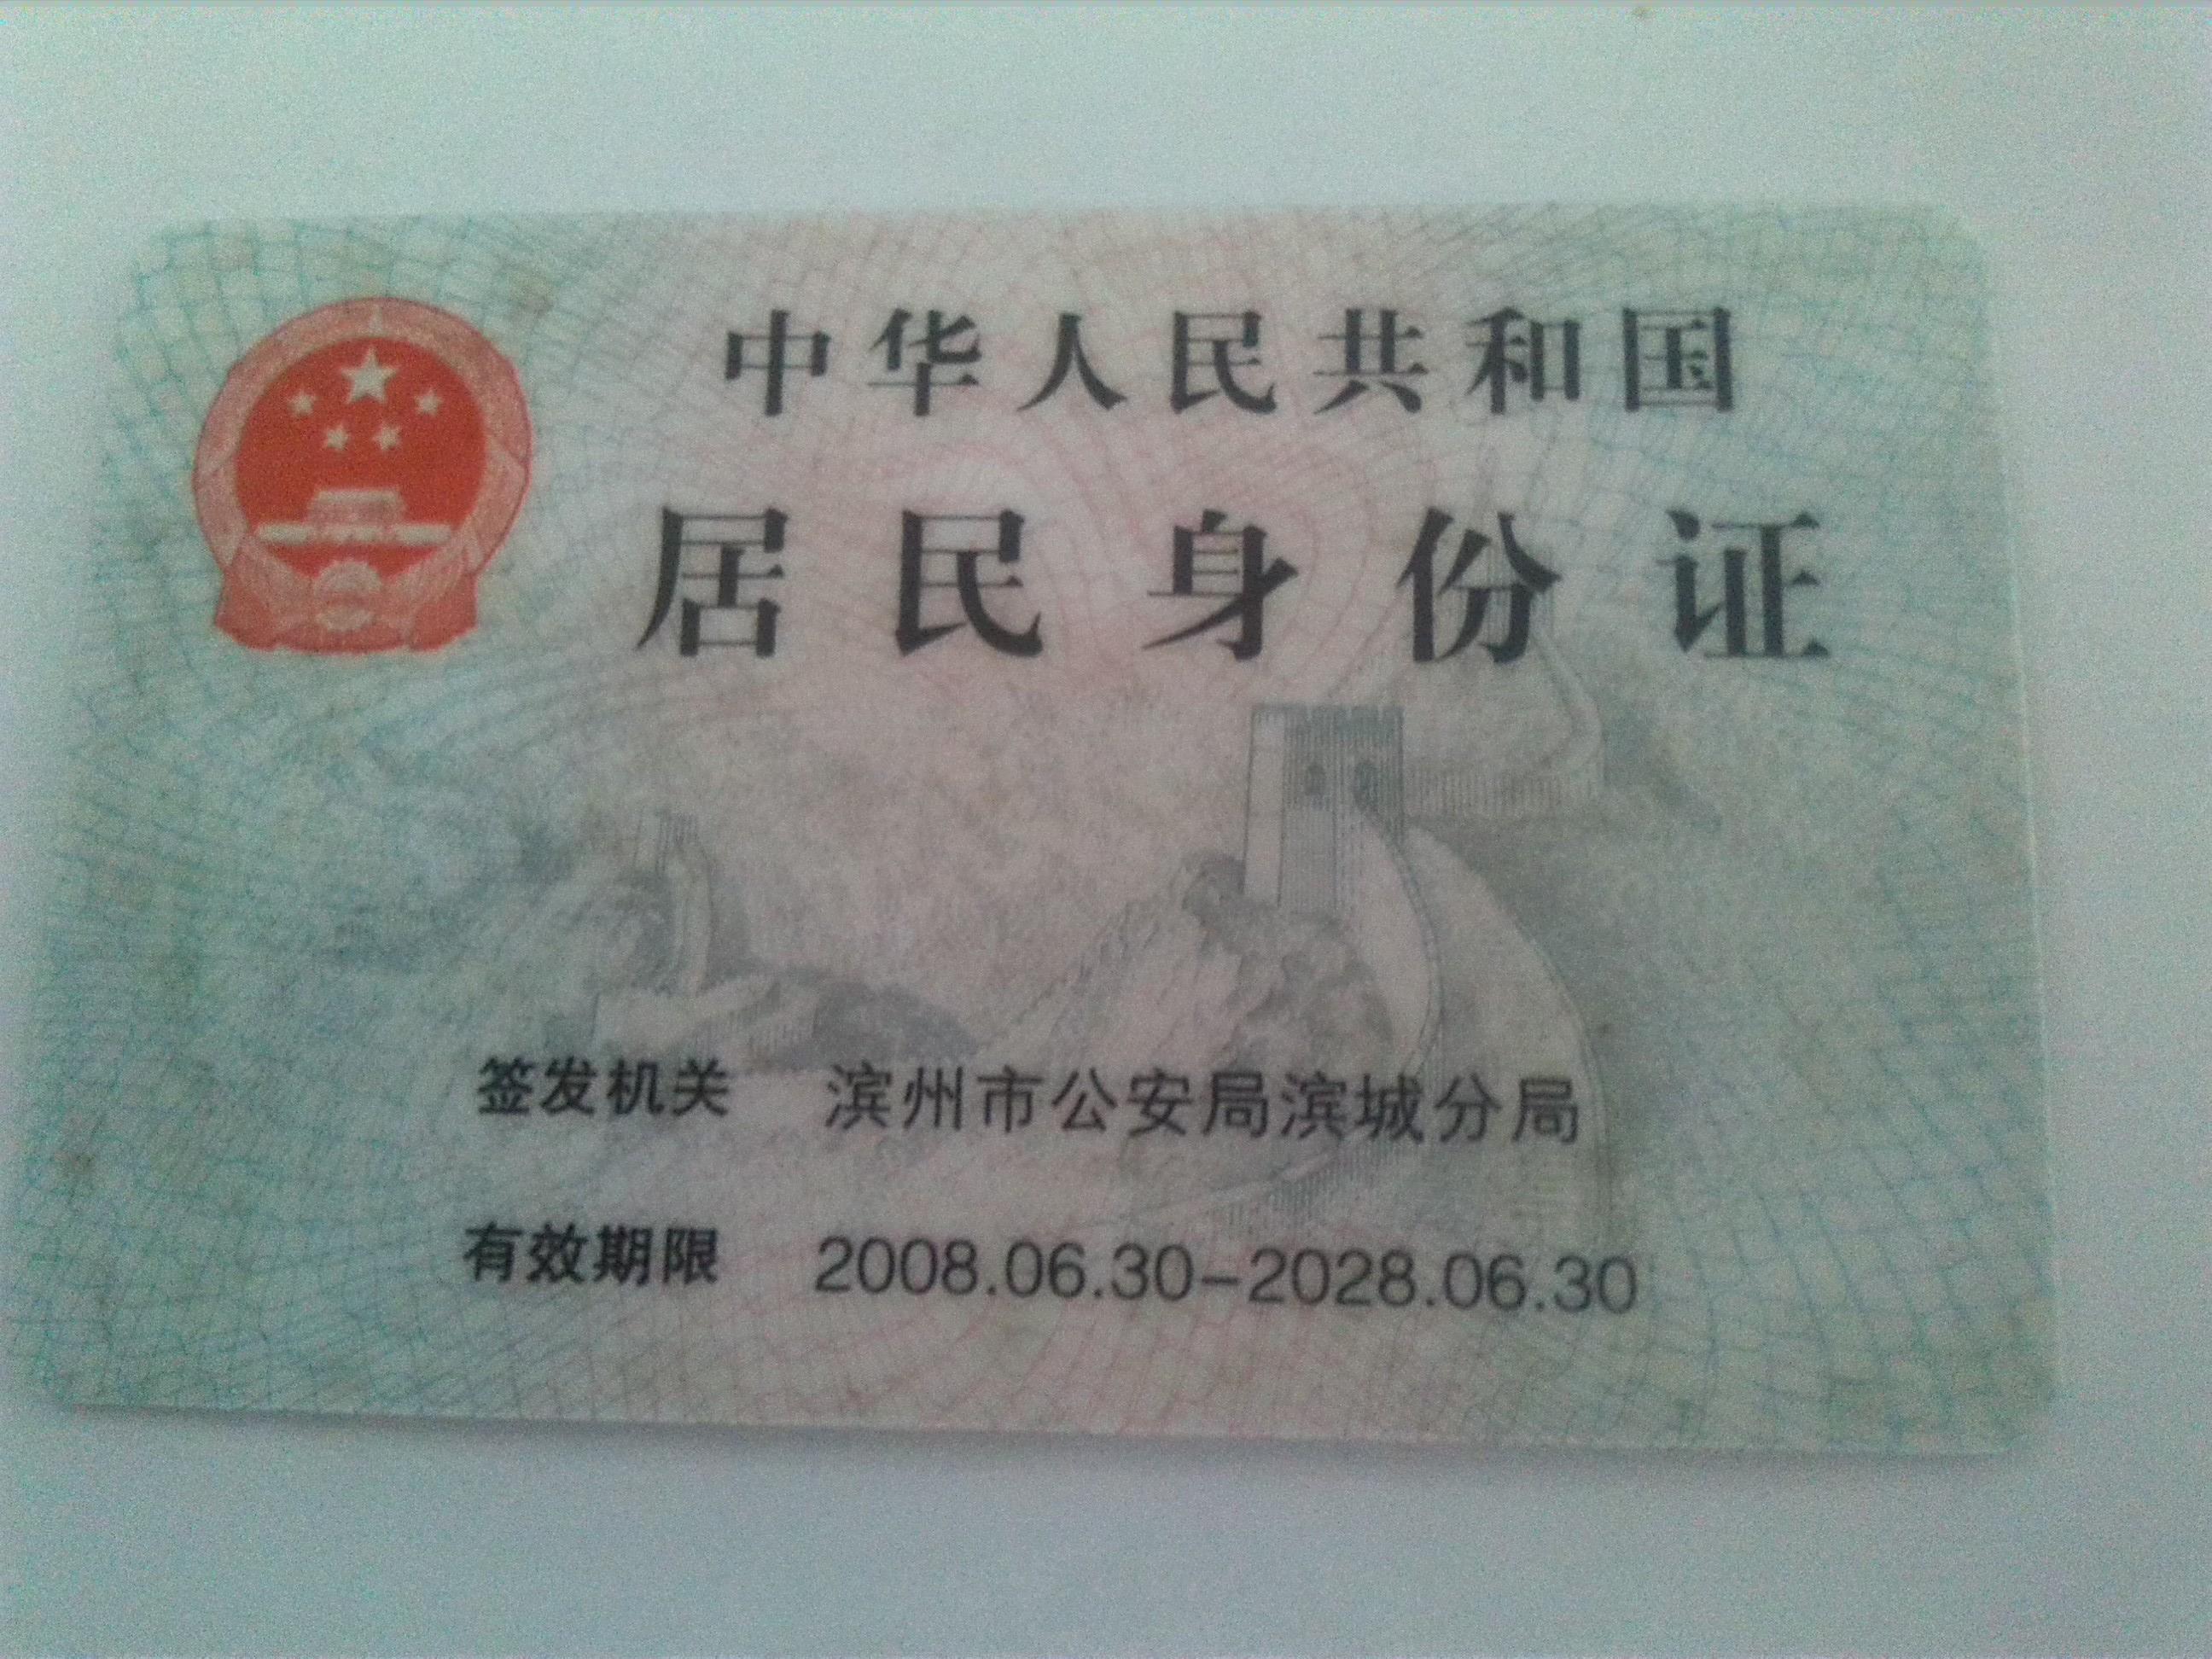 中华人民共和国
居民身份证
签发机关 滨州市公安局滨城分局
有效期限 2008.06.30-2028.06.30